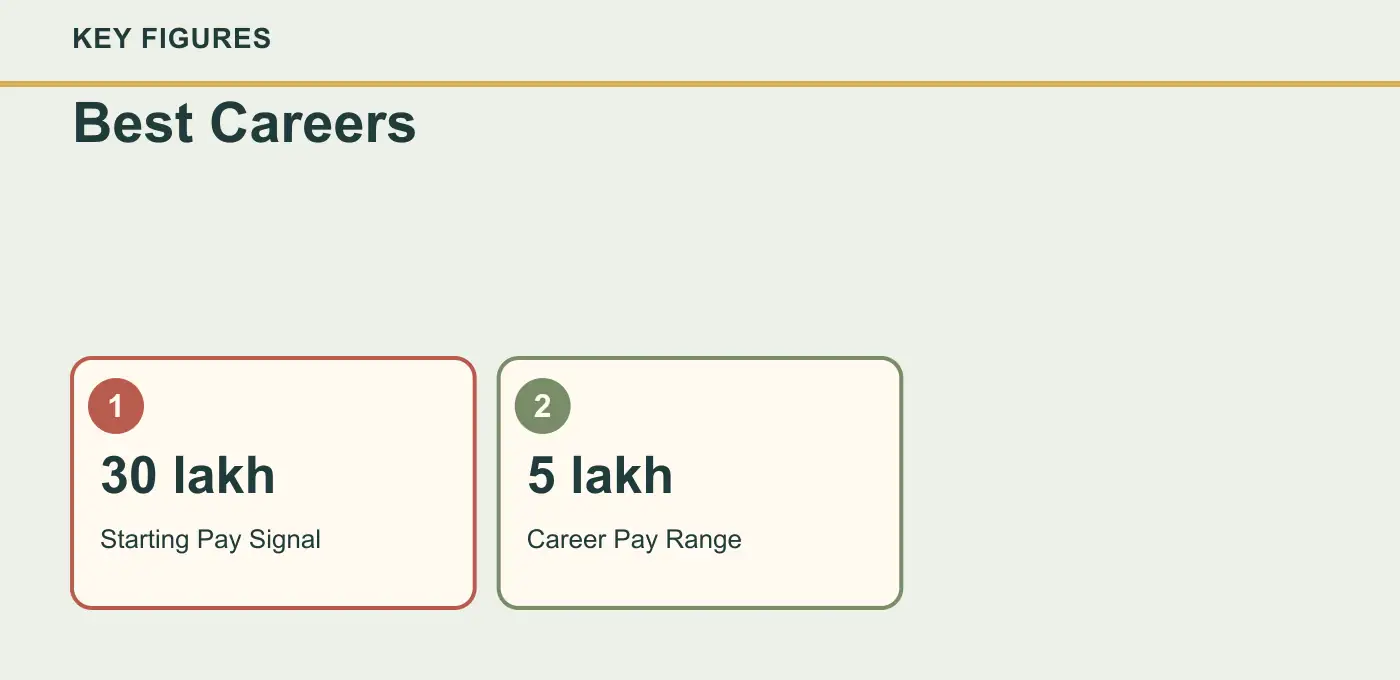 KEY FIGURES
Best Careers
1
30 lakh
Starting Pay Signal
2
5 lakh
Career Pay Range